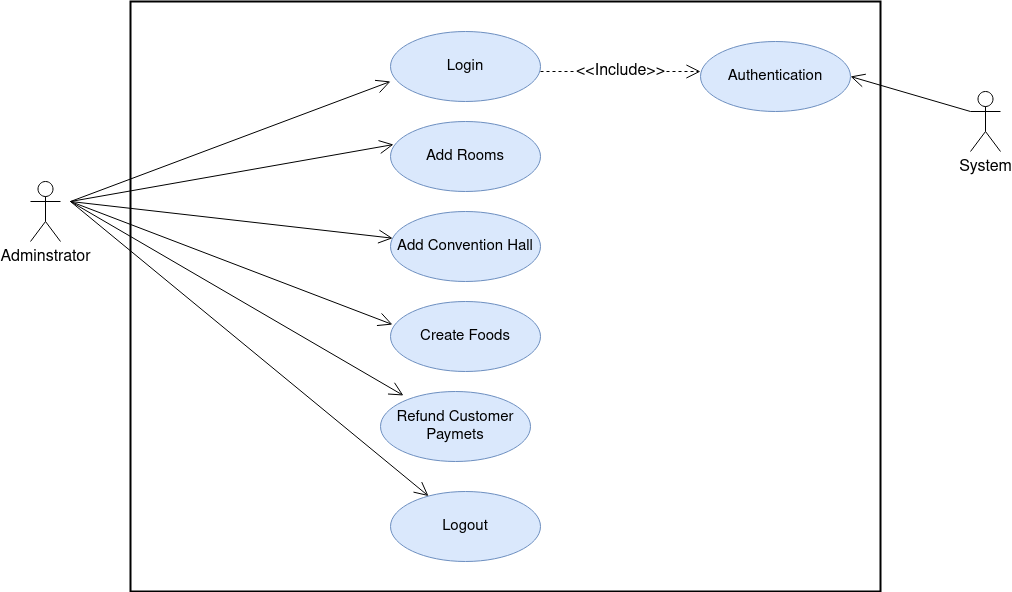 Login
<<Include>>
Authentication
Add Rooms
System
Adminstrator
Add Convention Hall
Create Foods
Refund Customer
Paymets
Logout